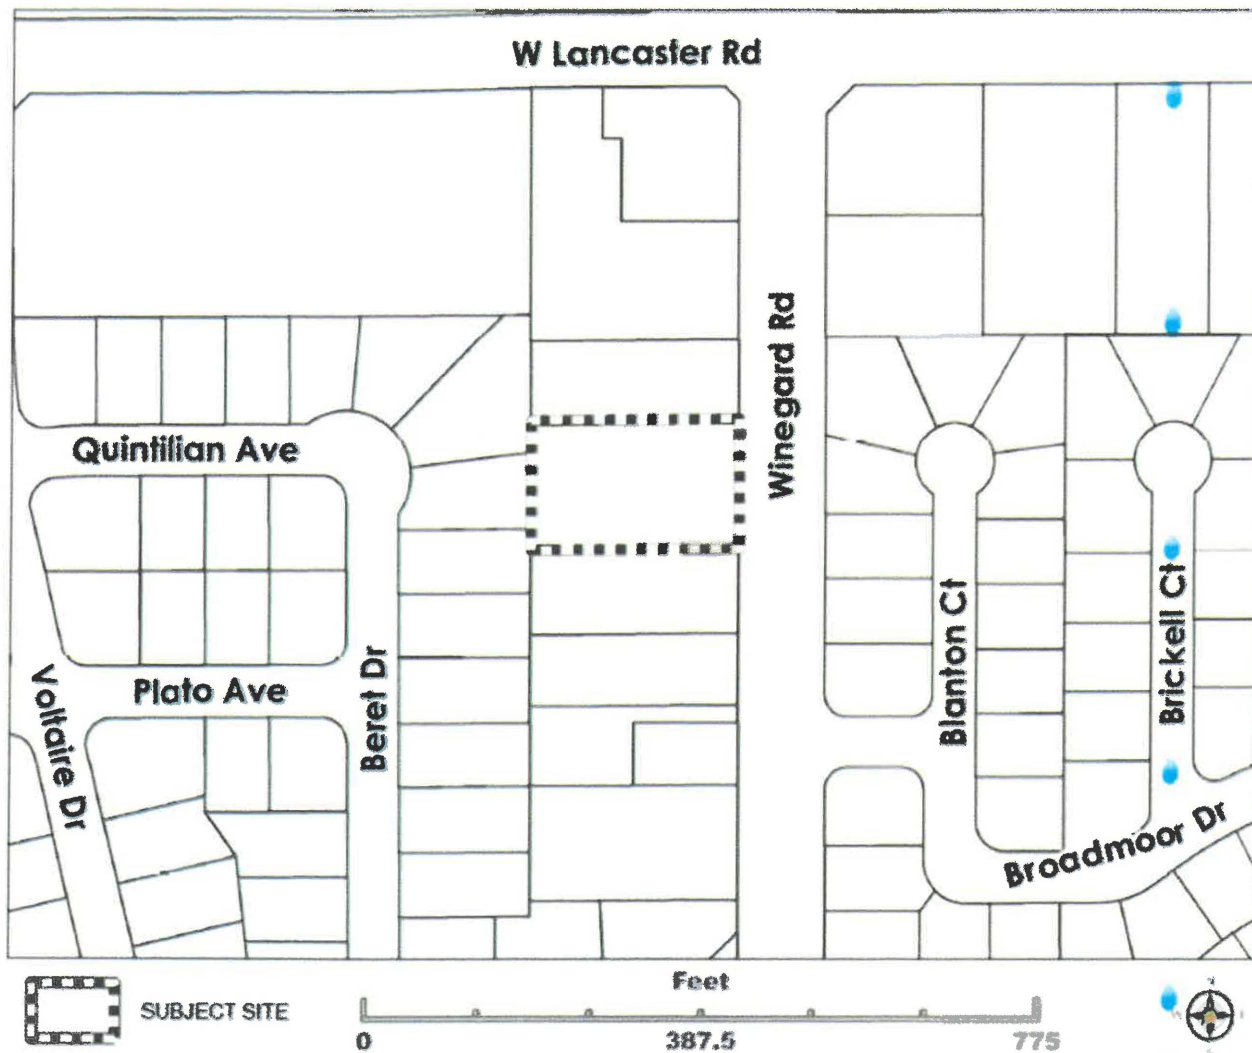 W Lancaster Rd
Winegard Rd
Quintilian Ave
Plato Ave
Voltaire Dr
Beret Dr
Blanton Ct
Brickell Ct
Broadmoor Dr
SUBJECT SITE
Feet
0 387.5 775